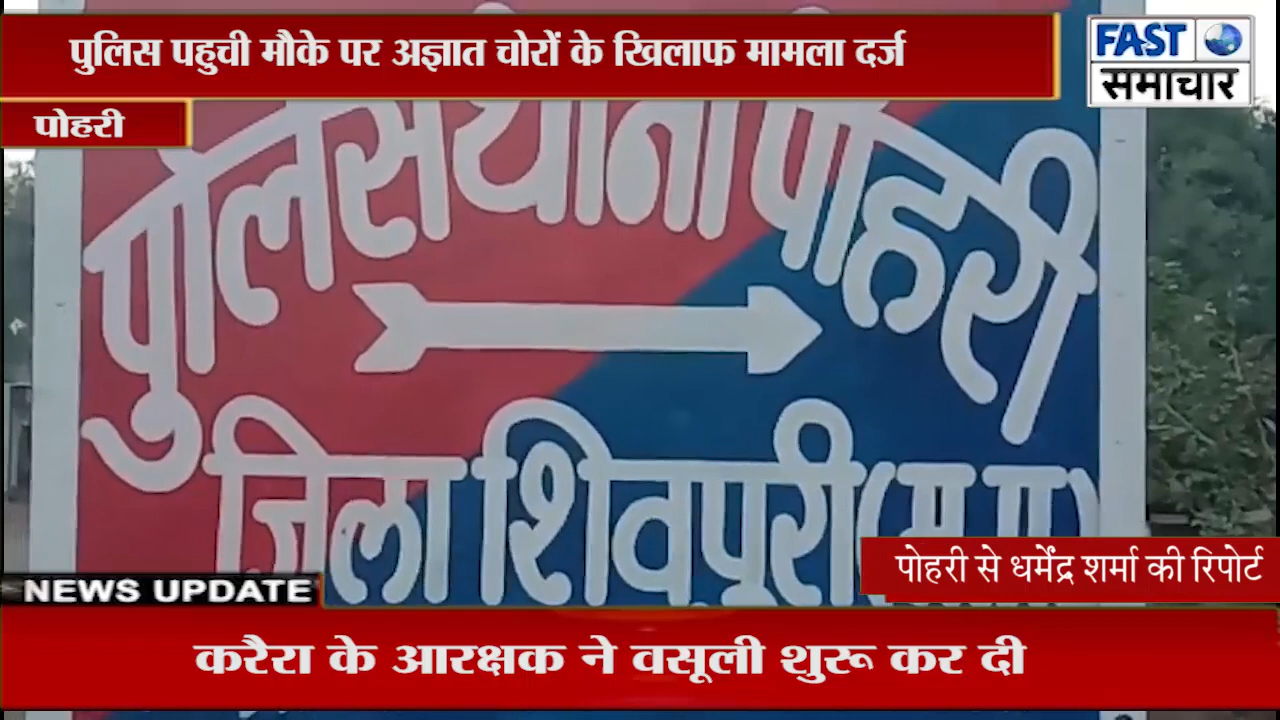 पुलिस पहुची मौके पर अज्ञात चोरों के खिलाफ मामला दर्ज
FAST
समाचार
पोहरी
पुलिस थाना पोहरी
जिला शिवपुरी (म.प्र.)
पोहरी से धर्मेंद्र शर्मा की रिपोर्ट
NEWS UPDATE
करैरा के आरक्षक ने वसूली शुरू कर दी